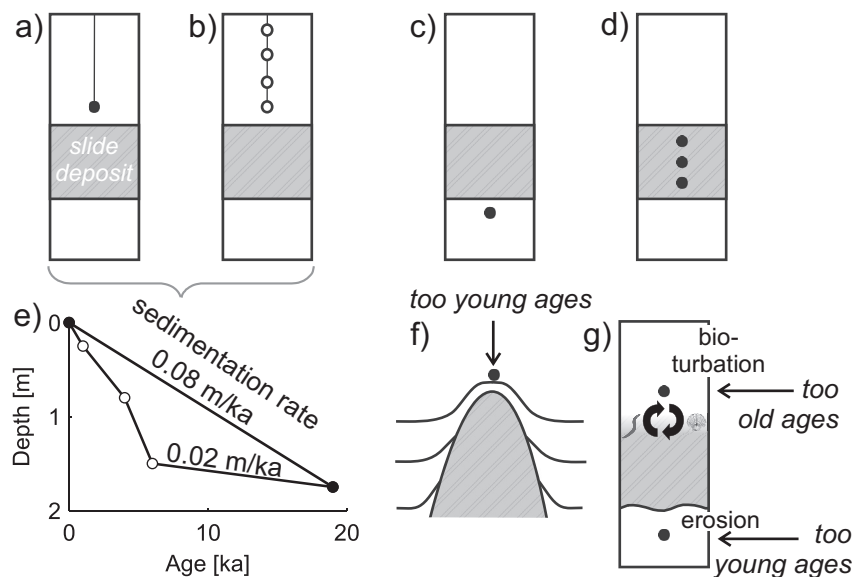 a)
b)
c)
d)
slide
deposit
e)
sedimentation rate
0.08 m/ka
0.02 m/ka
Depth [m]
0
1
2
0
10
20
Age [ka]
too young ages
f)
g)
bio-
turbation
too
old ages
erosion
too
young ages